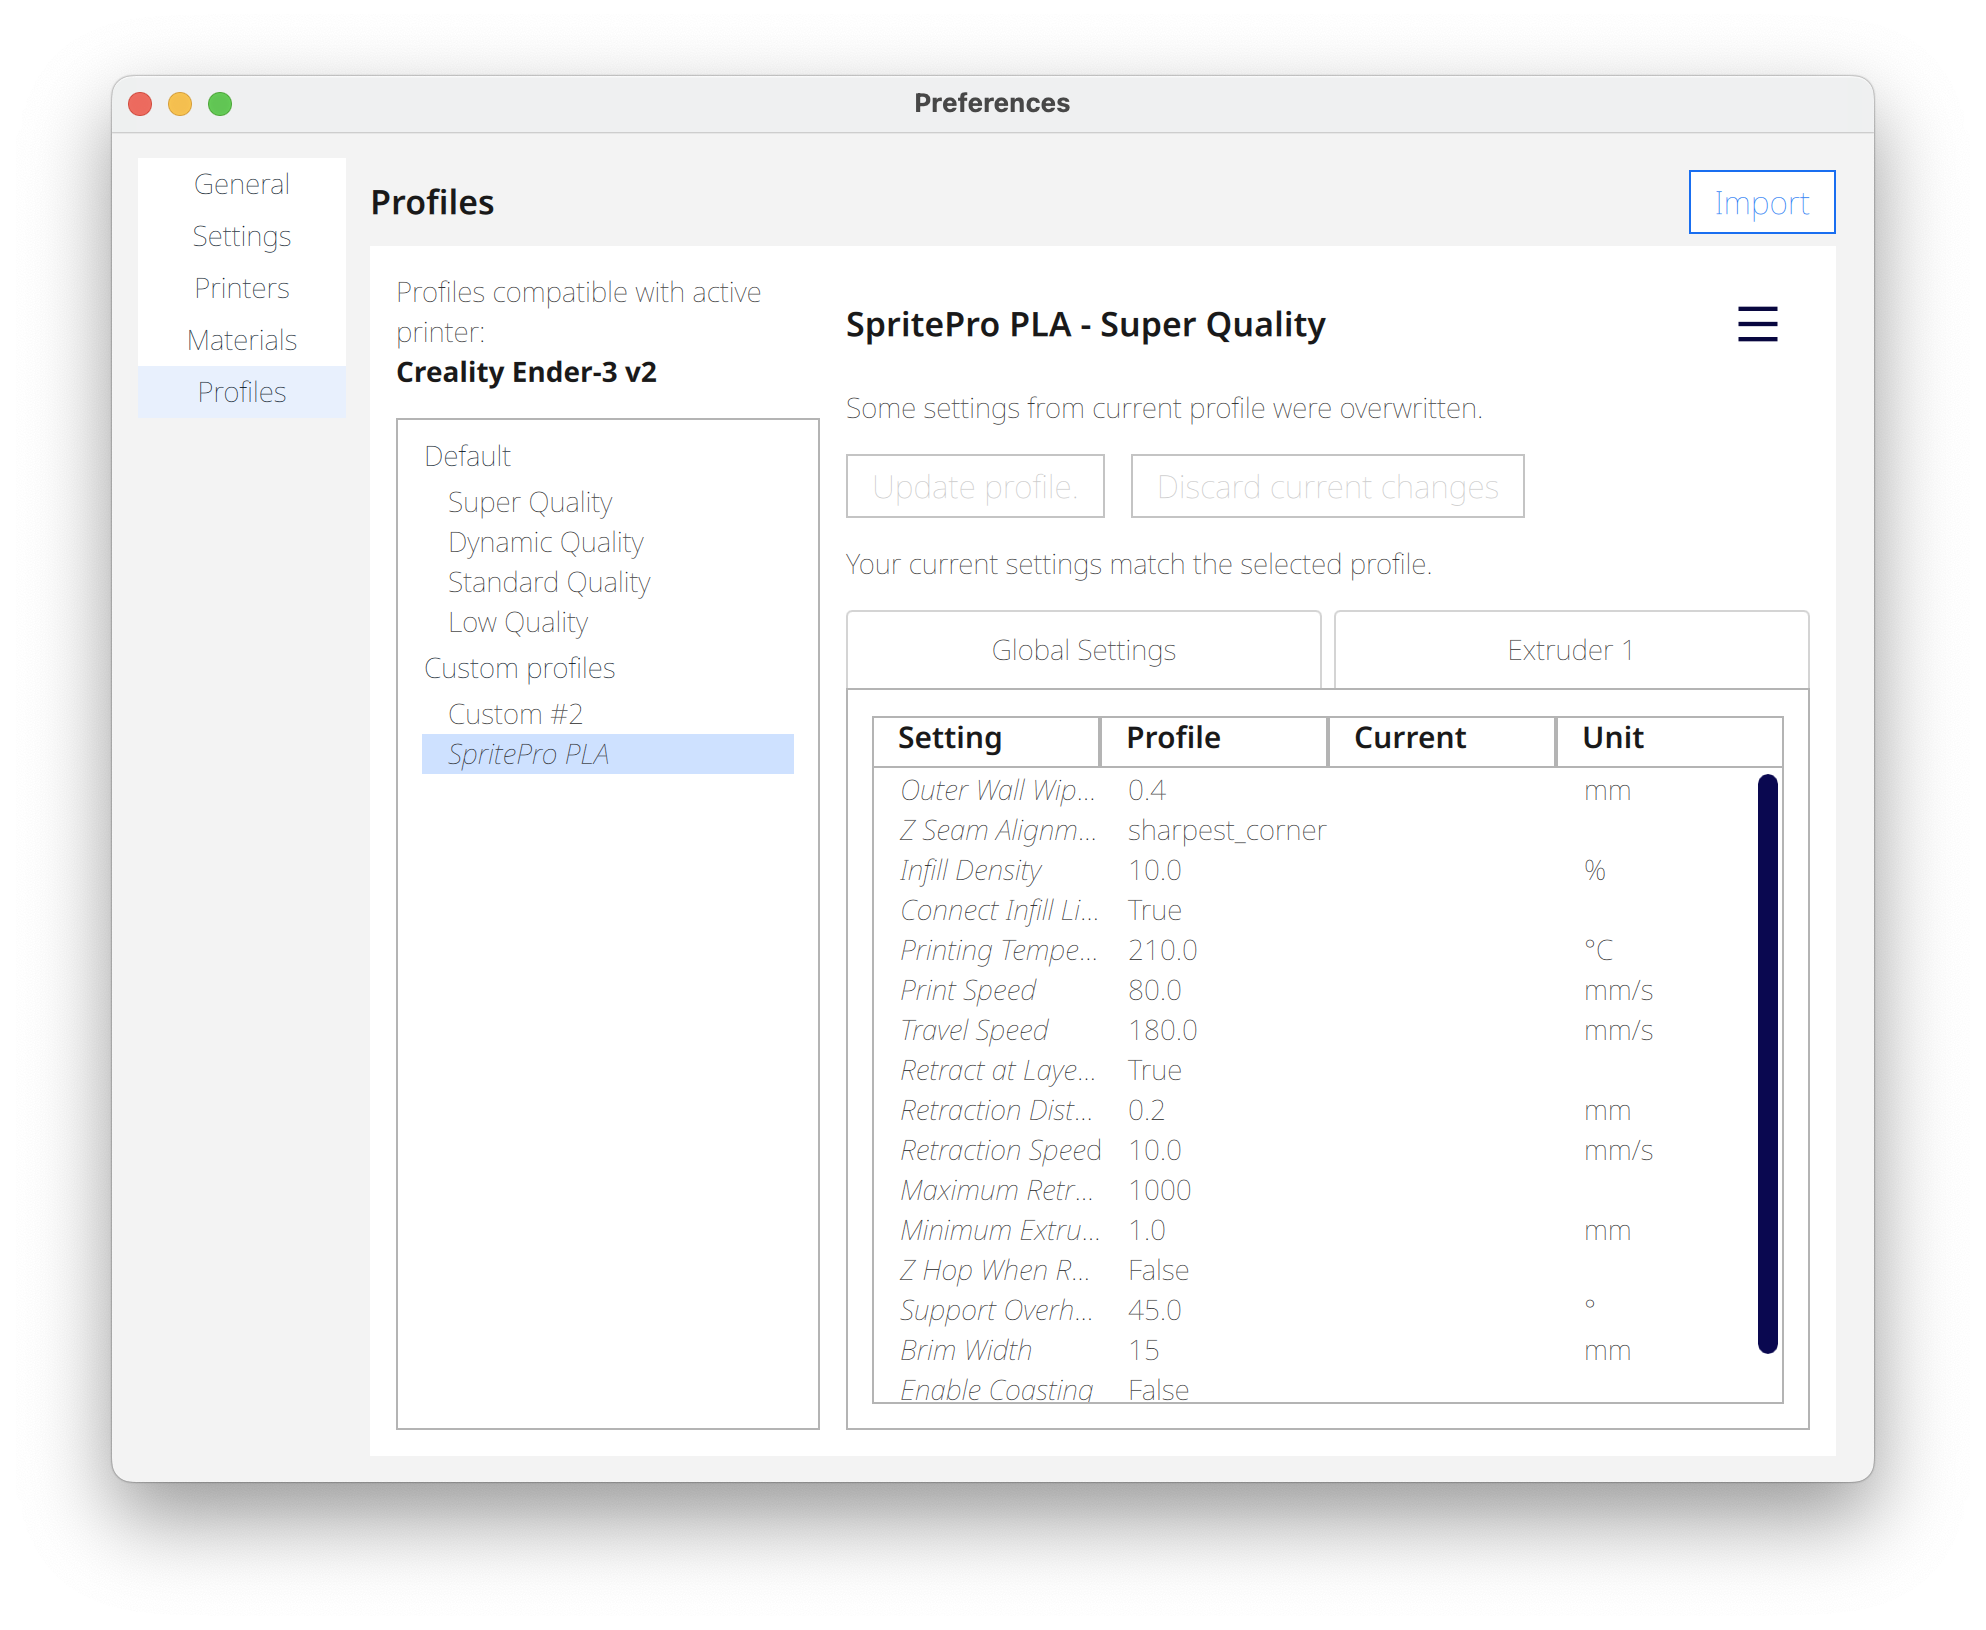 Preferences
General
Settings
Printers
Materials
Profiles
Profiles
Import
Profiles compatible with active
printer:
Creality Ender-3 v2
Default
Super Quality
Dynamic Quality
Standard Quality
Low Quality
Custom profiles
Custom #2
SpritePro PLA
SpritePro PLA - Super Quality
Some settings from current profile were overwritten.
Update profile.
Discard current changes
Your current settings match the selected profile.
Global Settings
Extruder 1
Setting Profile Current Unit
Outer Wall Wip... 0.4 mm
Z Seam Alignm... sharpest_corner
Infill Density 10.0 %
Connect Infill Li... True
Printing Tempe... 210.0 °C
Print Speed 80.0 mm/s
Travel Speed 180.0 mm/s
Retract at Laye... True
Retraction Dist... 0.2 mm
Retraction Speed 10.0 mm/s
Maximum Retr... 1000
Minimum Extru... 1.0 mm
Z Hop When R... False
Support Overh... 45.0 °
Brim Width 15 mm
Enable Coasting False